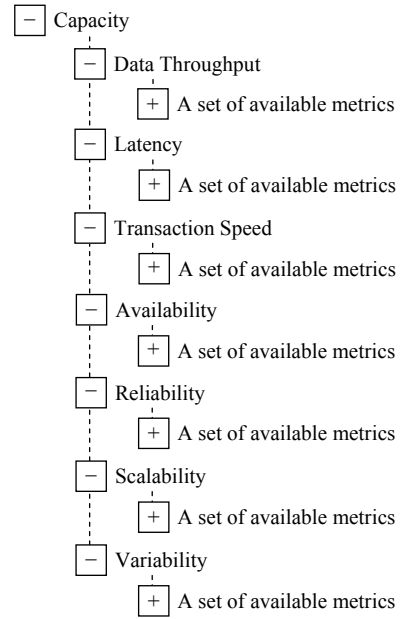 − Capacity
− Data Throughput
+ A set of available metrics
− Latency
+ A set of available metrics
− Transaction Speed
+ A set of available metrics
− Availability
+ A set of available metrics
− Reliability
+ A set of available metrics
− Scalability
+ A set of available metrics
− Variability
+ A set of available metrics